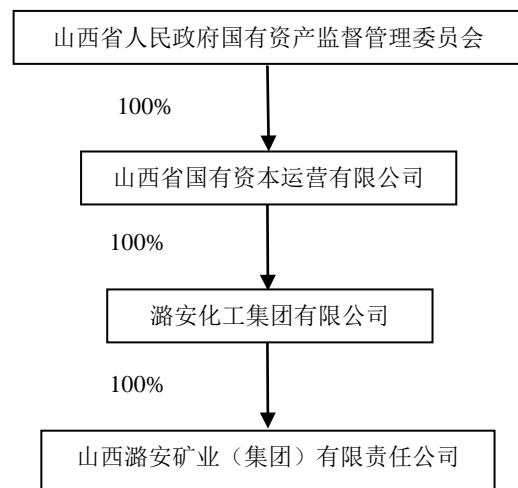 山西省人民政府国有资产监督管理委员会
100%
山西省国有资本运营有限公司
100%
潞安化工集团有限公司
100%
山西潞安矿业（集团）有限责任公司